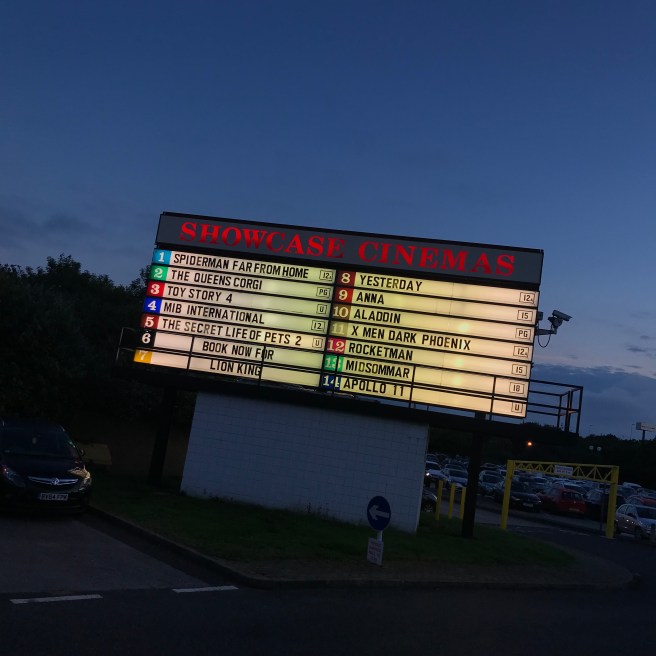 SHOWCASE CINEMAS
1 SPIDERMAN FAR FROM HOME 12A
2 THE QUEENS CORGI PG
3 TOY STORY 4 U
4 MIB INTERNATIONAL 12A
5 THE SECRET LIFE OF PETS 2 U
6 BOOK NOW FOR
7 LION KING
8 YESTERDAY 12A
9 ANNA 15
10 ALADDIN PG
11 X MEN DARK PHOENIX 12A
12 ROCKETMAN 15
13 MIDSOMMAR 18
14 APOLLO 11 U